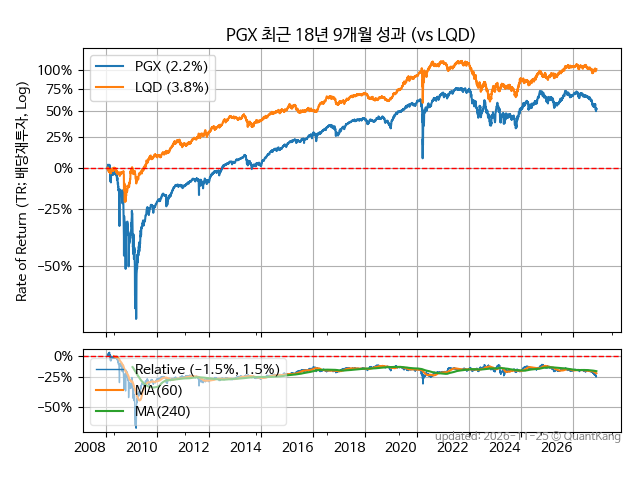 PGX 최근 18년 9개월 성과 (vs LQD)
Rate of Return (TR; 배당재투자, Log)
100%
75%
50%
25%
0%
−25%
−50%
PGX (2.2%)
LQD (3.8%)
0%
−25%
−50%
Relative (−1.5%, 1.5%)
MA(60)
MA(240)
2008 2010 2012 2014 2016 2018 2020 2022 2024 2026
updated: 2026-11-25 © QuantKang